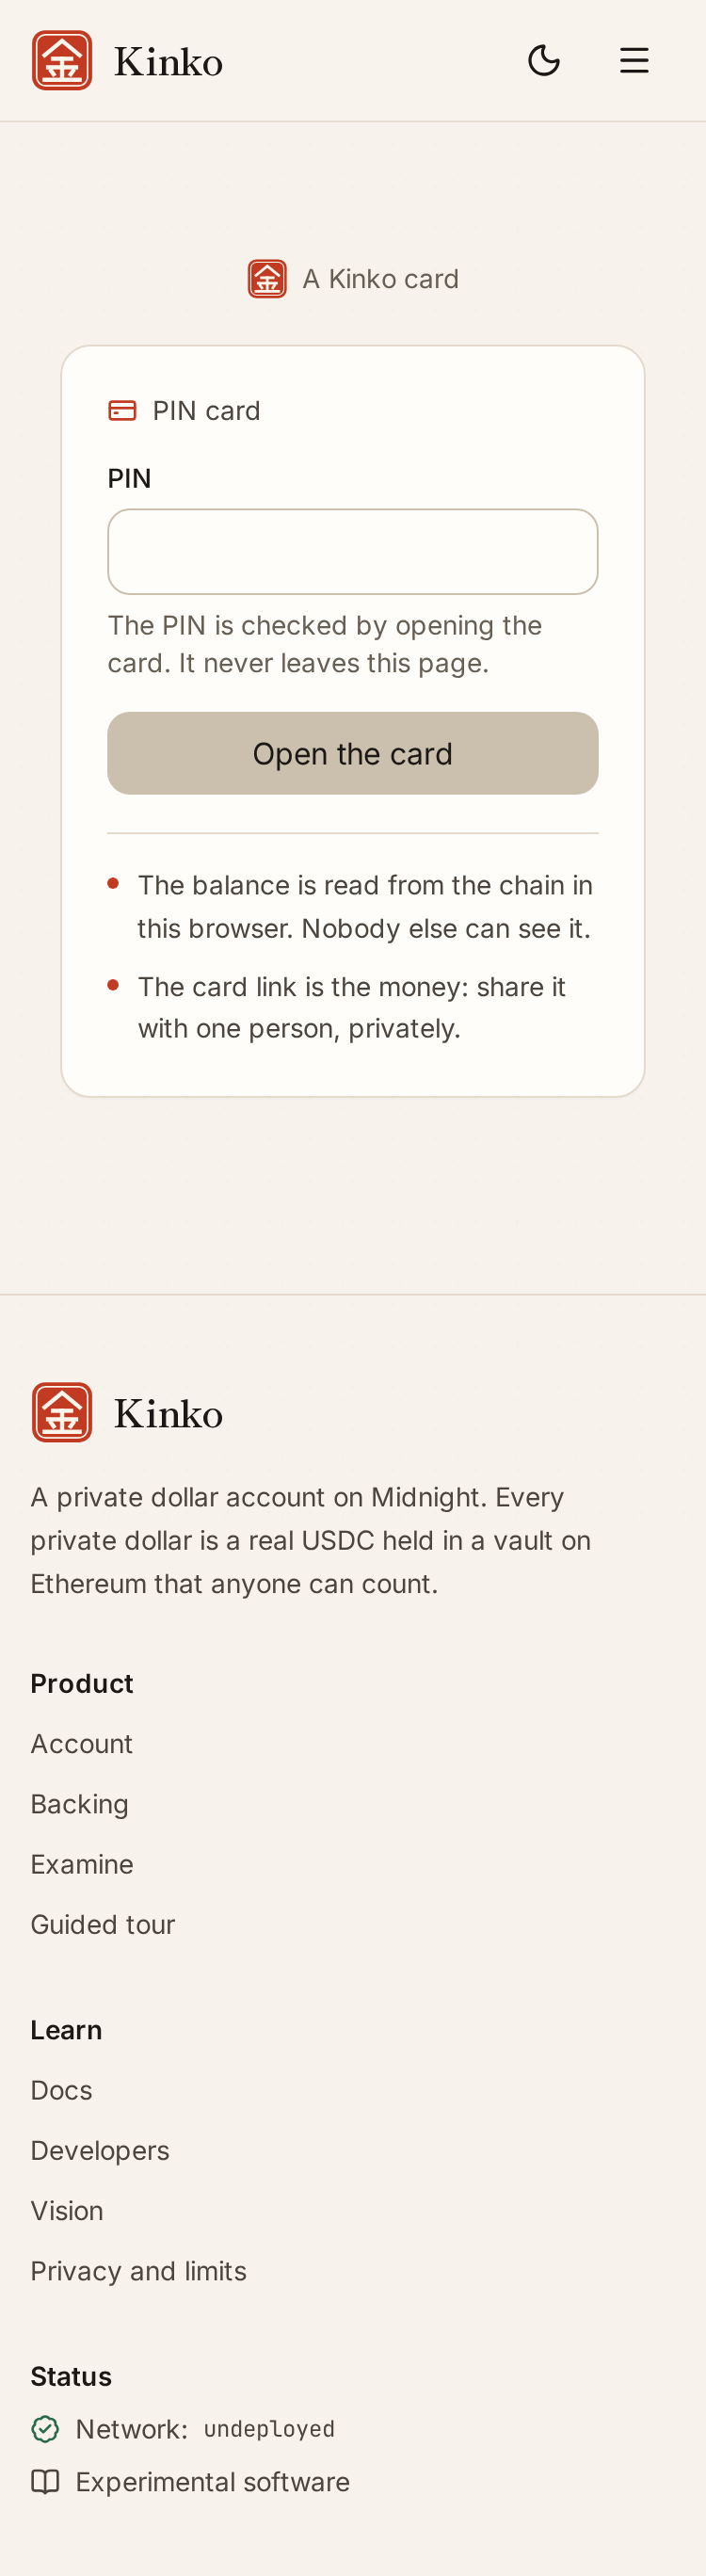 金 Kinko
金 A Kinko card
PIN card
PIN
The PIN is checked by opening the
card. It never leaves this page.
Open the card
The balance is read from the chain in
this browser. Nobody else can see it.
The card link is the money: share it
with one person, privately.
金 Kinko
A private dollar account on Midnight. Every
private dollar is a real USDC held in a vault on
Ethereum that anyone can count.
Product
Account
Backing
Examine
Guided tour
Learn
Docs
Developers
Vision
Privacy and limits
Status
Network: undeployed
Experimental software